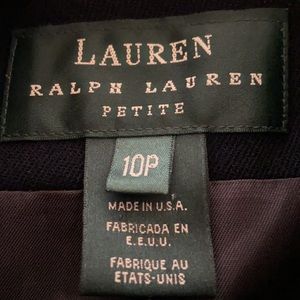 LAUREN
RALPH LAUREN
PETITE
10P
MADE IN U.S.A.
FABRICADA EN
E.E.U.U.
FABRIQUE AU
ETATS-UNIS